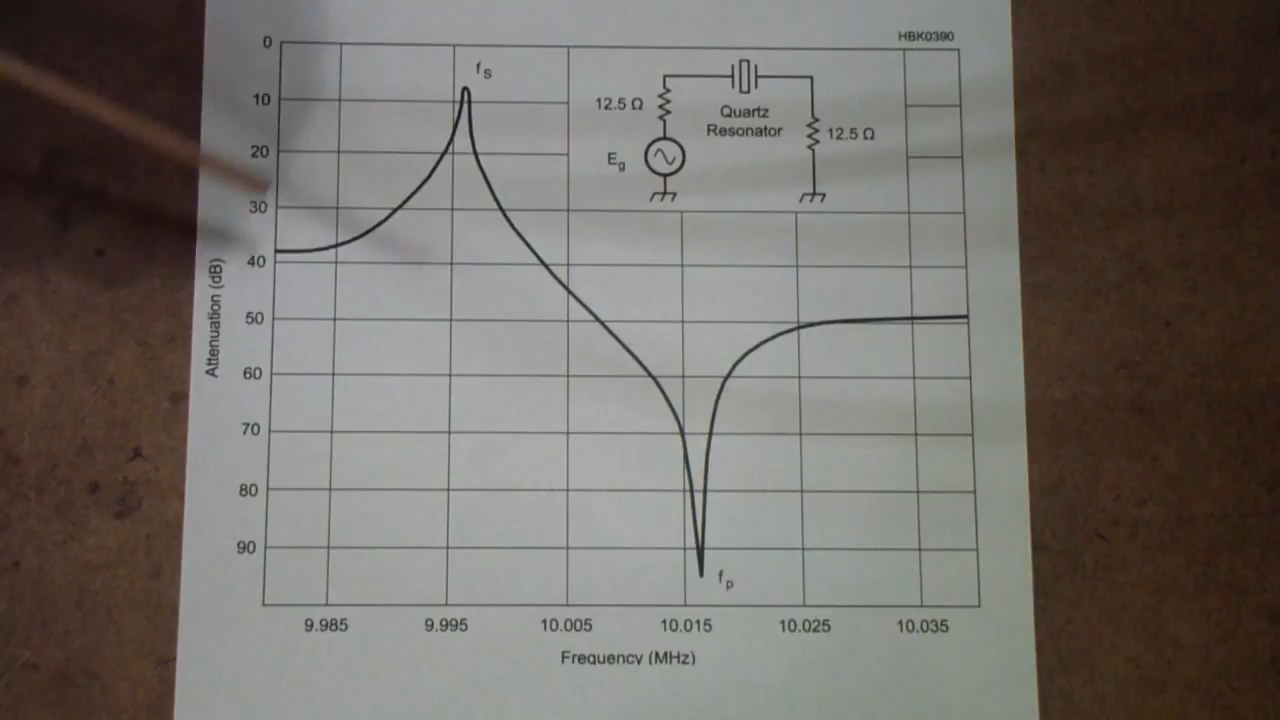 HBK0390
0
10
20
30
40
50
60
70
80
90
Attenuation (dB)
fS
12.5 Ω
Quartz
Resonator
12.5 Ω
Eg
fp
9.985 9.995 10.005 10.015 10.025 10.035
Frequency (MHz)